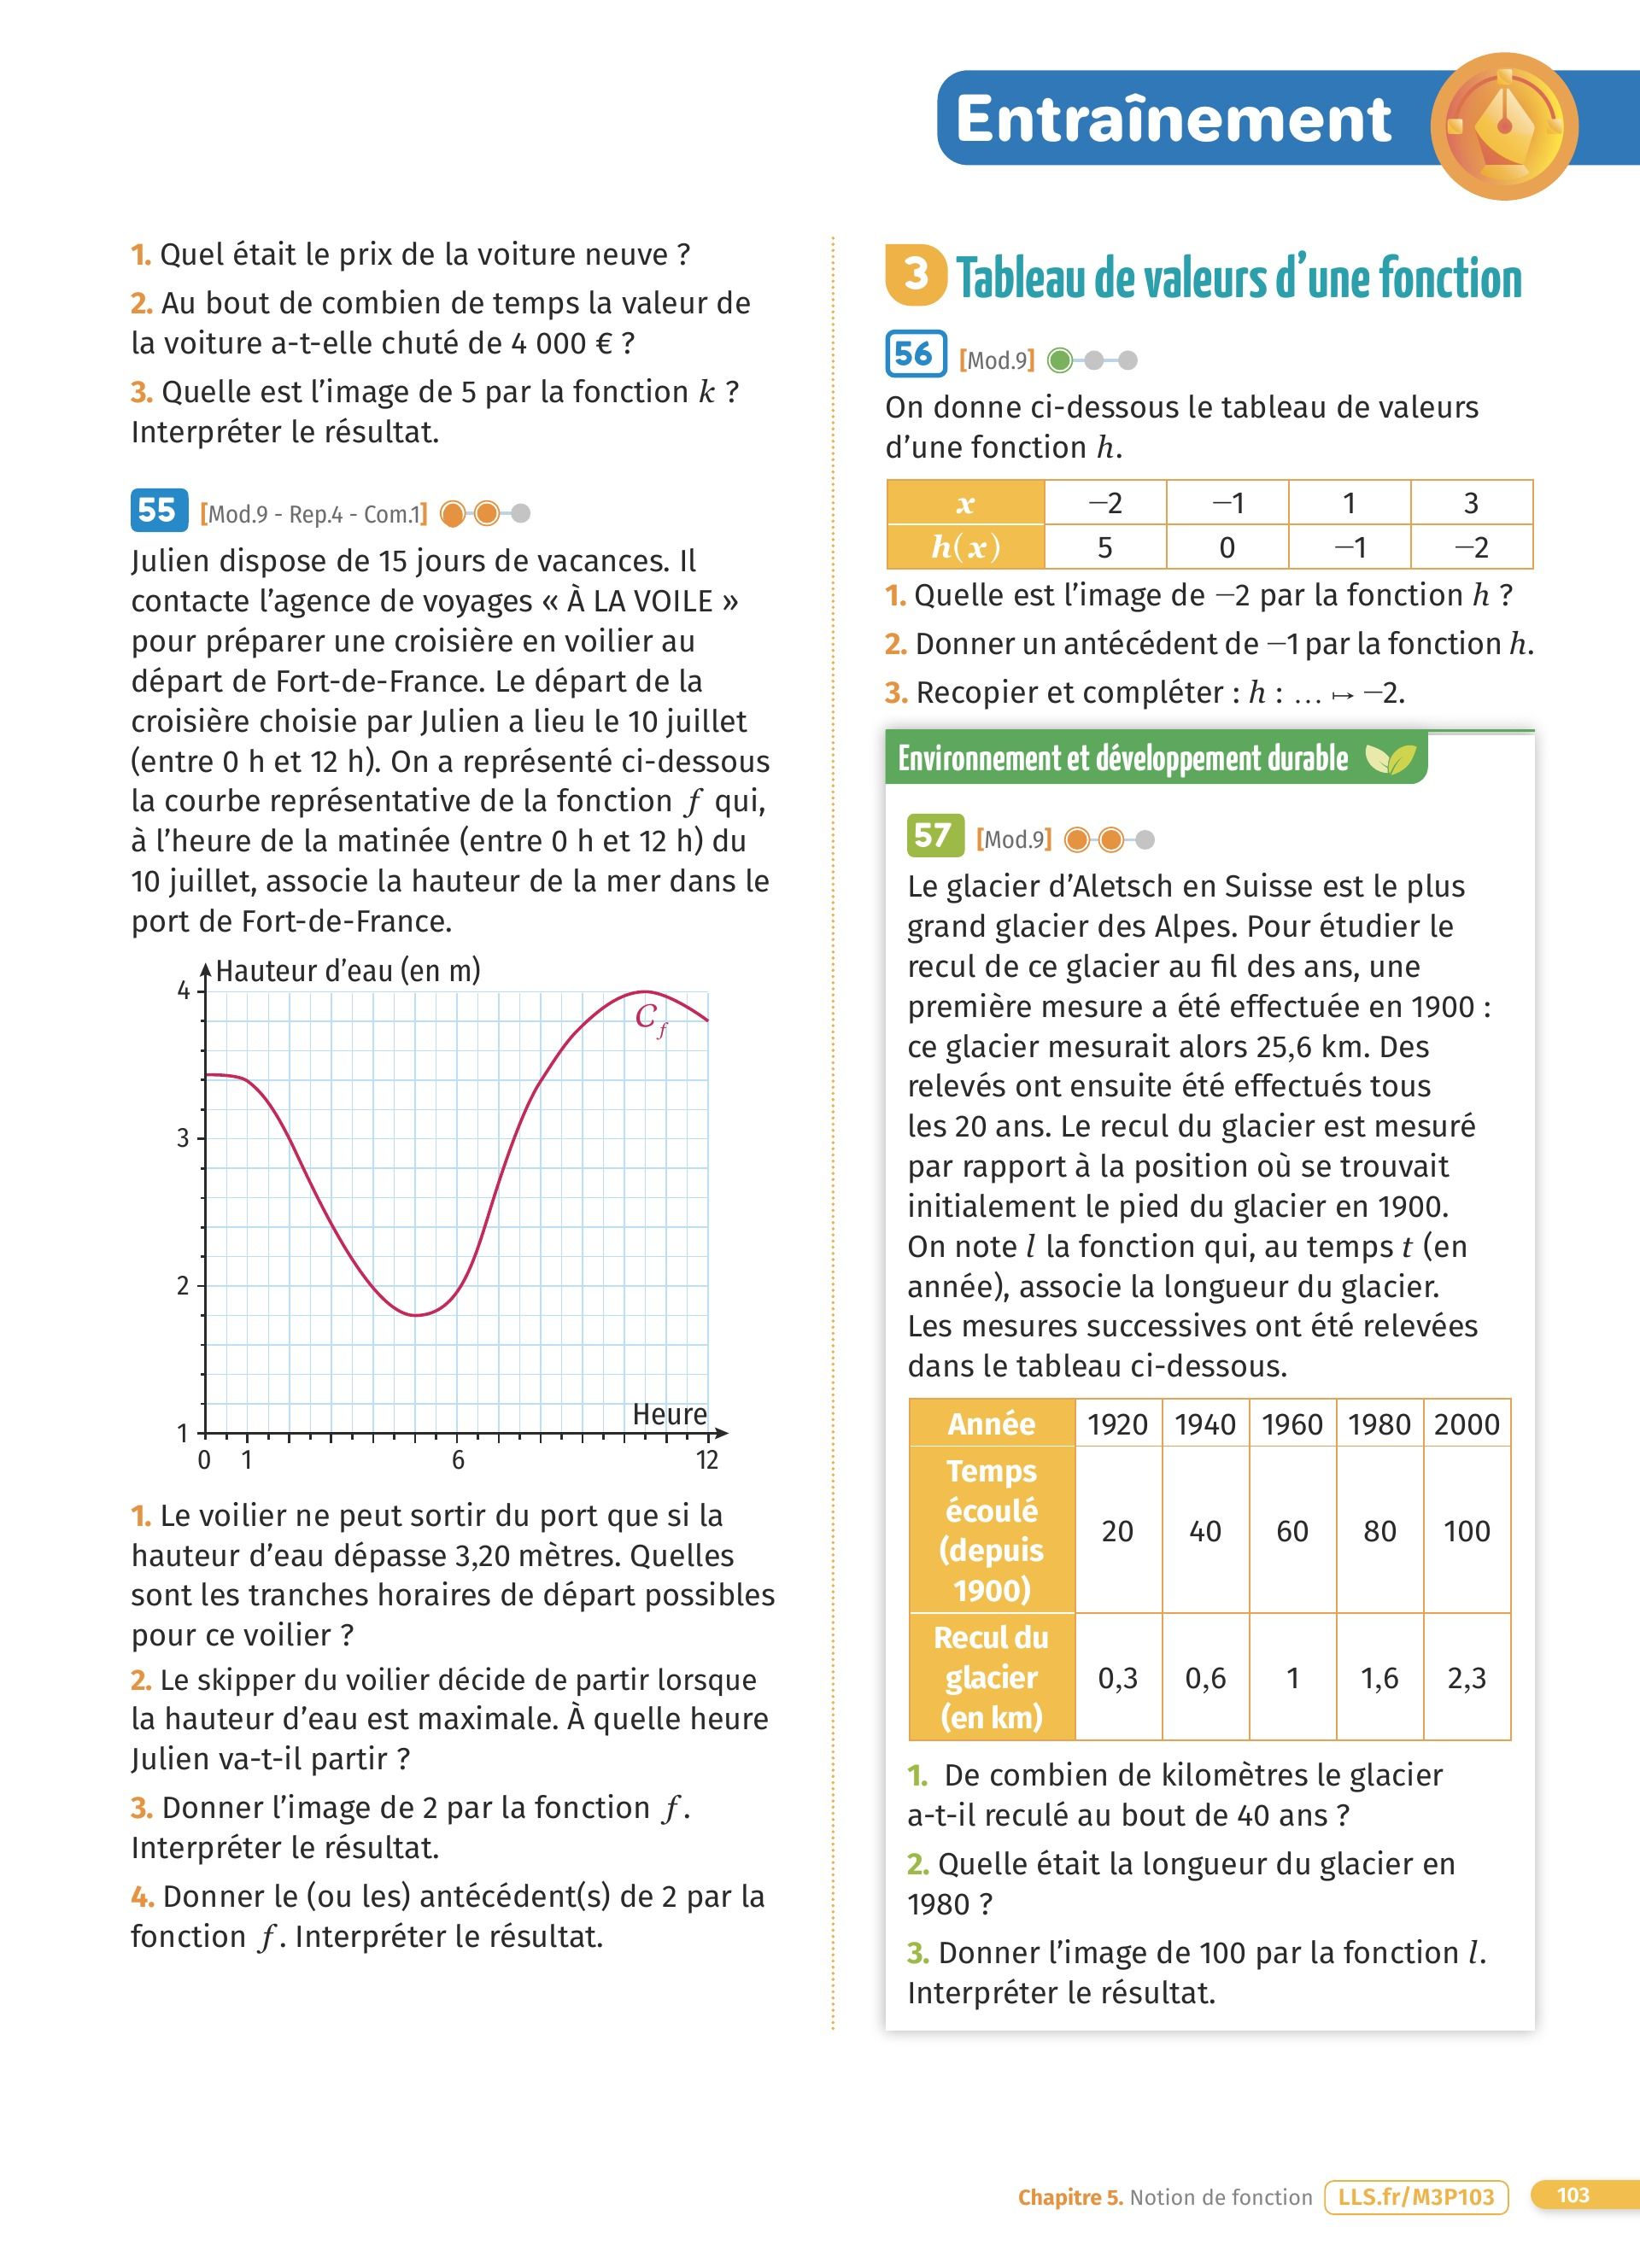 Entraînement
1. Quel était le prix de la voiture neuve ?
2. Au bout de combien de temps la valeur de
la voiture a-t-elle chuté de 4 000 € ?
3. Quelle est l’image de 5 par la fonction k ?
Interpréter le résultat.
55 [Mod.9 - Rep.4 - Com.1]
Julien dispose de 15 jours de vacances. Il
contacte l’agence de voyages « À LA VOILE »
pour préparer une croisière en voilier au
départ de Fort-de-France. Le départ de la
croisière choisie par Julien a lieu le 10 juillet
(entre 0 h et 12 h). On a représenté ci-dessous
la courbe représentative de la fonction f qui,
à l’heure de la matinée (entre 0 h et 12 h) du
10 juillet, associe la hauteur de la mer dans le
port de Fort-de-France.
Hauteur d’eau (en m)
4
C_f
3
2
Heure
1
0 1 6 12
1. Le voilier ne peut sortir du port que si la
hauteur d’eau dépasse 3,20 mètres. Quelles
sont les tranches horaires de départ possibles
pour ce voilier ?
2. Le skipper du voilier décide de partir lorsque
la hauteur d’eau est maximale. À quelle heure
Julien va-t-il partir ?
3. Donner l’image de 2 par la fonction f.
Interpréter le résultat.
4. Donner le (ou les) antécédent(s) de 2 par la
fonction f. Interpréter le résultat.
3 Tableau de valeurs d’une fonction
56 [Mod.9]
On donne ci-dessous le tableau de valeurs
d’une fonction h.
x −2 −1 1 3
h(x) 5 0 −1 −2
1. Quelle est l’image de −2 par la fonction h ?
2. Donner un antécédent de −1 par la fonction h.
3. Recopier et compléter : h : … ↦ −2.
Environnement et développement durable
57 [Mod.9]
Le glacier d’Aletsch en Suisse est le plus
grand glacier des Alpes. Pour étudier le
recul de ce glacier au fil des ans, une
première mesure a été effectuée en 1900 :
ce glacier mesurait alors 25,6 km. Des
relevés ont ensuite été effectués tous
les 20 ans. Le recul du glacier est mesuré
par rapport à la position où se trouvait
initialement le pied du glacier en 1900.
On note l la fonction qui, au temps t (en
année), associe la longueur du glacier.
Les mesures successives ont été relevées
dans le tableau ci-dessous.
Année 1920 1940 1960 1980 2000
Temps
écoulé
(depuis
1900)
20 40 60 80 100
Recul du
glacier
(en km)
0,3 0,6 1 1,6 2,3
1. De combien de kilomètres le glacier
a-t-il reculé au bout de 40 ans ?
2. Quelle était la longueur du glacier en
1980 ?
3. Donner l’image de 100 par la fonction l.
Interpréter le résultat.
Chapitre 5. Notion de fonction LLS.fr/M3P103 103